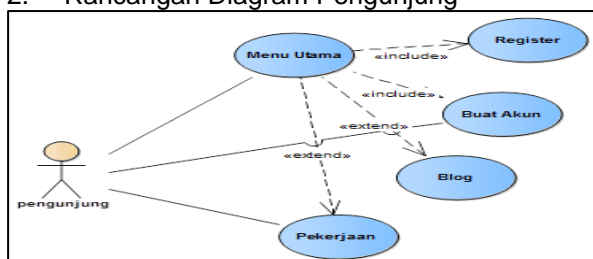 2. Rancangan Diagram Pengunjung
Register
Menu Utama
«include»
«include»
Buat Akun
«extend»
«extend»
Blog
pengunjung
Pekerjaan